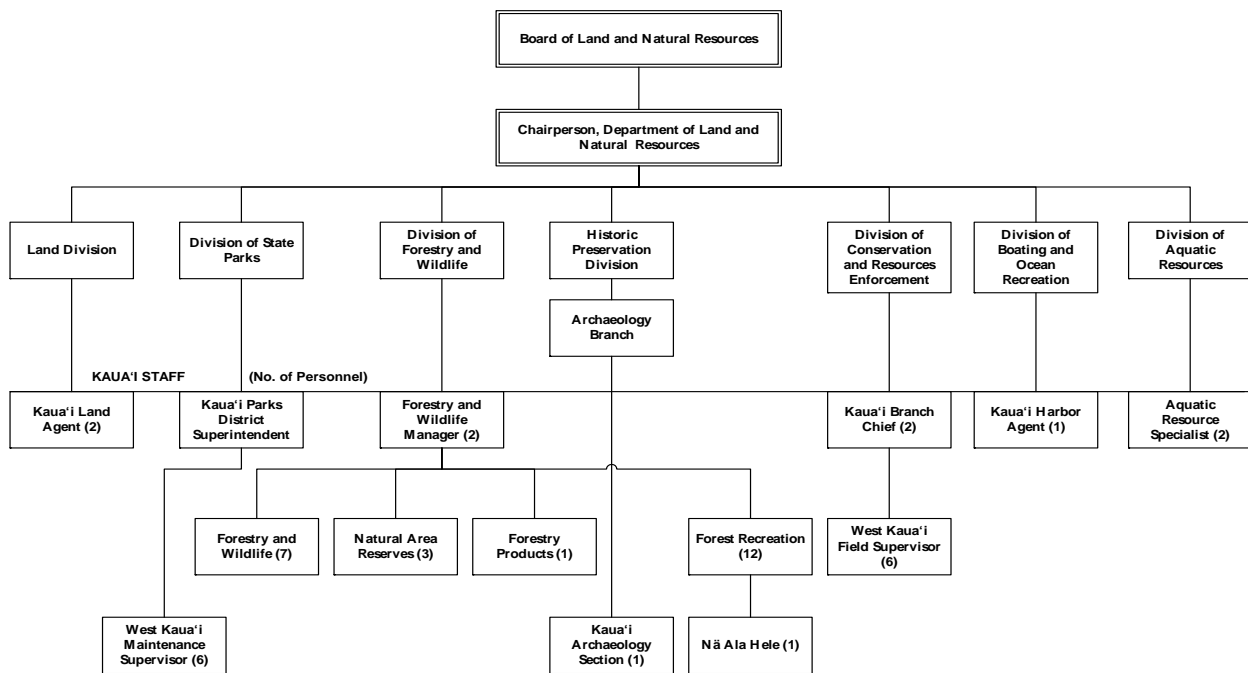 Board of Land and Natural Resources
Chairperson, Department of Land and
Natural Resources
Land Division
Division of State
Parks
Division of
Forestry and
Wildlife
Historic
Preservation
Division
Division of
Conservation
and Resources
Enforcement
Division of
Boating and
Ocean
Recreation
Division of
Aquatic
Resources
Archaeology
Branch
KAUA‘I STAFF
(No. of Personnel)
Kaua‘i Land
Agent (2)
Kaua‘i Parks
District
Superintendent
Forestry and
Wildlife
Manager (2)
Kaua‘i Branch
Chief (2)
Kaua‘i Harbor
Agent (1)
Aquatic
Resource
Specialist (2)
Forestry and
Wildlife (7)
Natural Area
Reserves (3)
Forestry
Products (1)
Forest Recreation
(12)
West Kaua‘i
Field Supervisor
(6)
West Kaua‘i
Maintenance
Supervisor (6)
Kaua‘i
Archaeology
Section (1)
Nä Ala Hele (1)